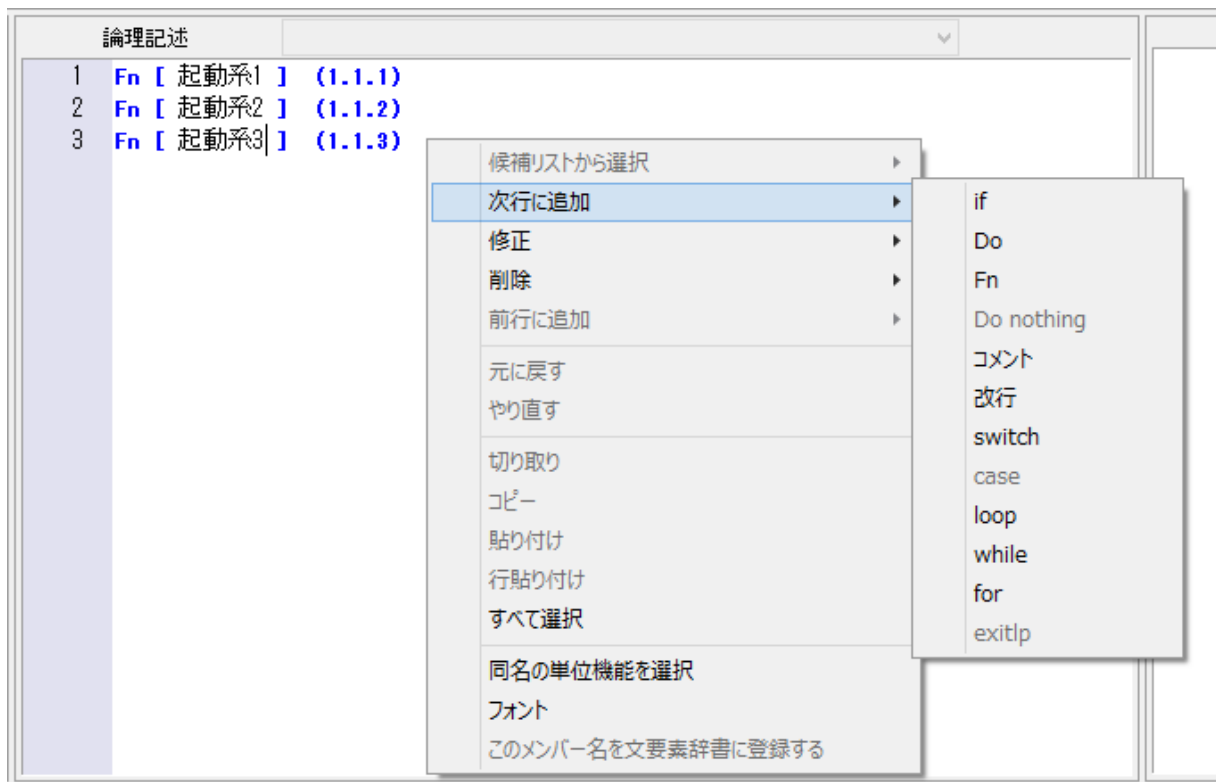 論理記述
1 Fn [ 起動系1 ] (1.1.1)
2 Fn [ 起動系2 ] (1.1.2)
3 Fn [ 起動系3 ] (1.1.3)
候補リストから選択
次行に追加
修正
削除
前行に追加
元に戻す
やり直す
切り取り
コピー
貼り付け
行貼り付け
すべて選択
同名の単位機能を選択
フォント
このメンバー名を文要素辞書に登録する
if
Do
Fn
Do nothing
コメント
改行
switch
case
loop
while
for
exitlp